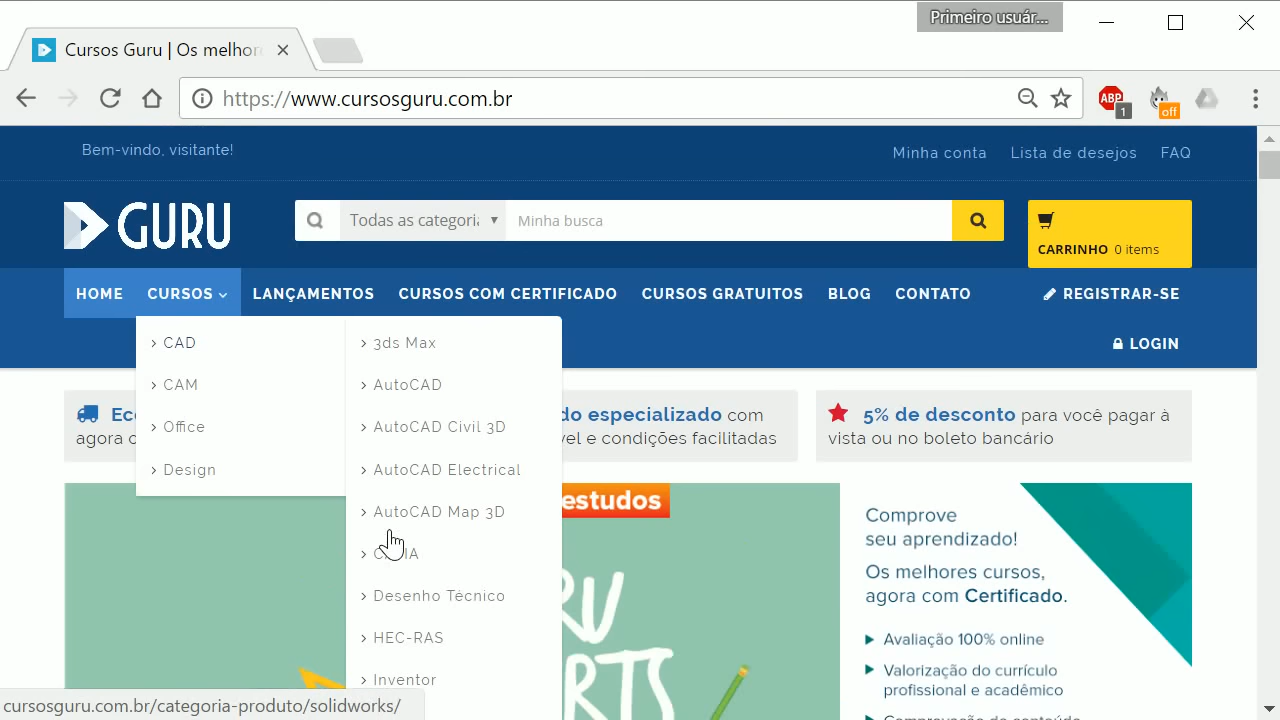 Primeiro usuár...
Cursos Guru | Os melhor
https://www.cursosguru.com.br
ABP
1
off
Bem-vindo, visitante!
Minha conta
Lista de desejos
FAQ
GURU
Todas as categoria
Minha busca
CARRINHO 0 items
HOME
CURSOS
LANÇAMENTOS
CURSOS COM CERTIFICADO
CURSOS GRATUITOS
BLOG
CONTATO
REGISTRAR-SE
LOGIN
CAD
CAM
Office
Design
3ds Max
AutoCAD
AutoCAD Civil 3D
AutoCAD Electrical
AutoCAD Map 3D
Desenho Técnico
HEC-RAS
Inventor
agora
do especializado com
e condições facilitadas
5% de desconto para você pagar à
vista ou no boleto bancário
estudos
Comprove
seu aprendizado!
Os melhores cursos,
agora com Certificado.
Avaliação 100% online
Valorização do currículo
profissional e acadêmico
cursosguru.com.br/categoria-produto/solidworks/